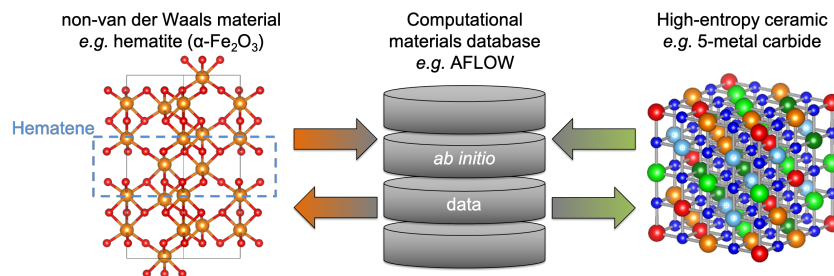 non-van der Waals material
e.g. hematite (α-Fe₂O₃)
Hematene
Computational
materials database
e.g. AFLOW
ab initio
data
High-entropy ceramic
e.g. 5-metal carbide